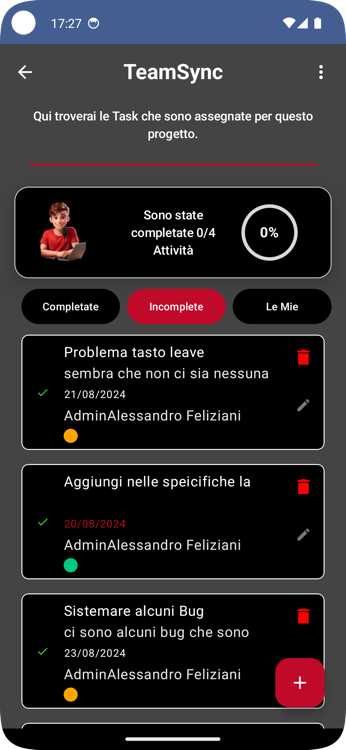 17:27
TeamSync
Qui troverai le Task che sono assegnate per questo
progetto.
Sono state
completate 0/4
Attività
0%
Completate
Incomplete
Le Mie
Problema tasto leave
sembra che non ci sia nessuna
21/08/2024
AdminAlessandro Feliziani
Aggiungi nelle speicifiche la
20/08/2024
AdminAlessandro Feliziani
Sistemare alcuni Bug
ci sono alcuni bug che sono
23/08/2024
AdminAlessandro Feliziani
+